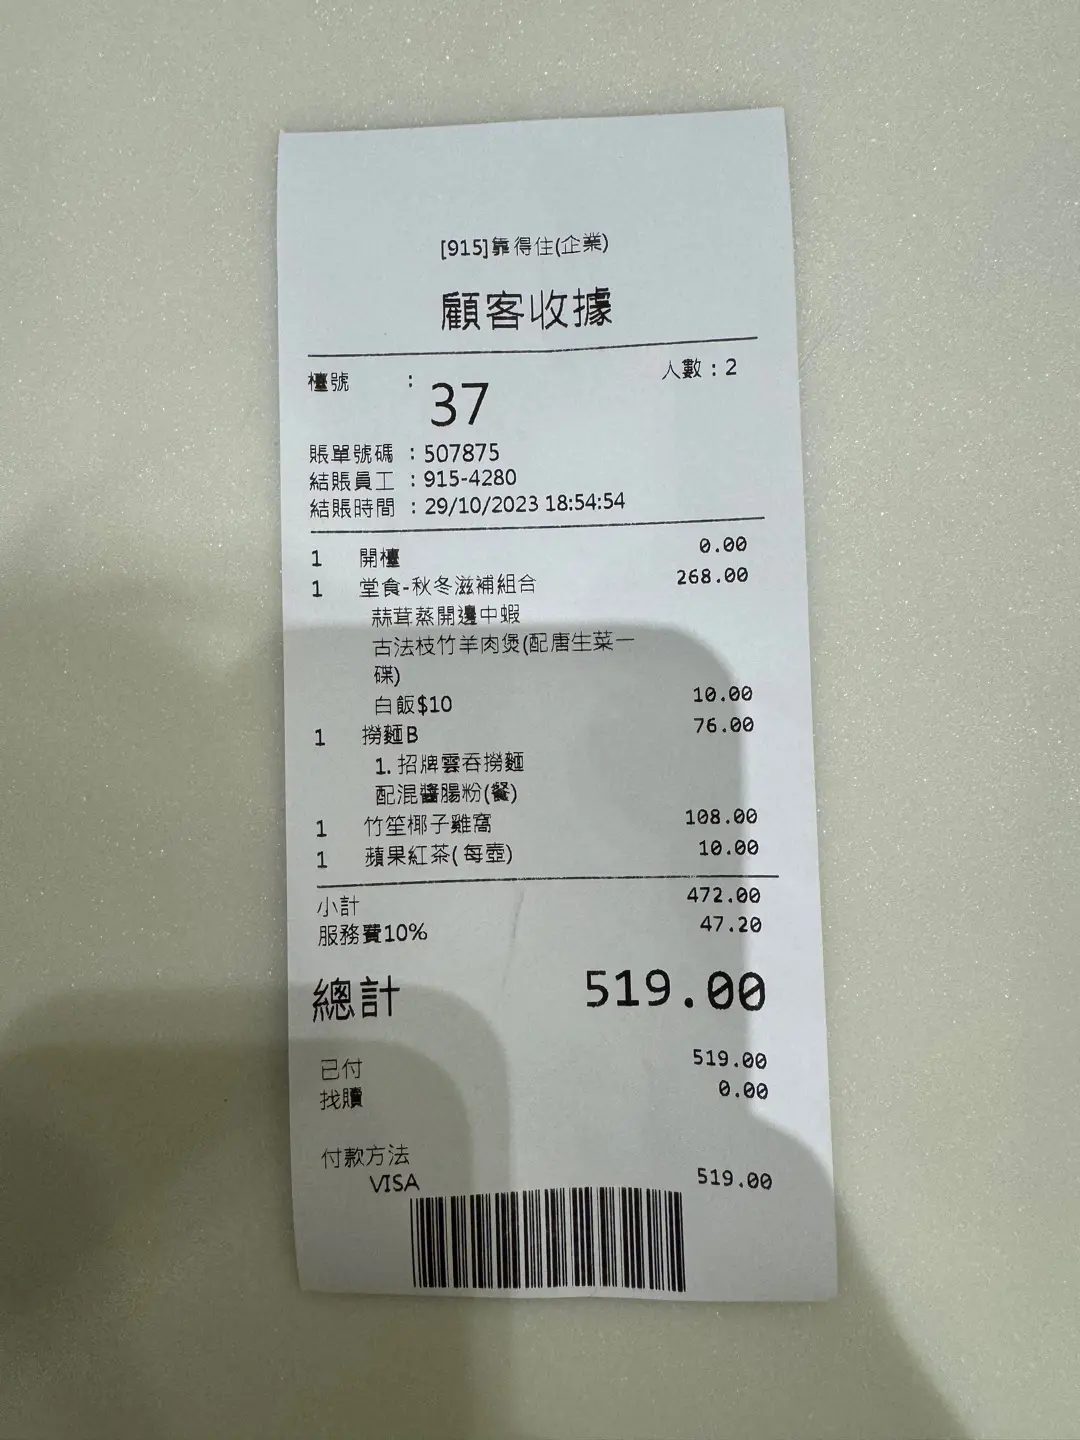 [915]靠得住(企業)
顧客收據
檯號 : 37 人數 : 2
賬單號碼 : 507875
結賬員工 : 915-4280
結賬時間 : 29/10/2023 18:54:54
1 開檯 0.00
1 堂食-秋冬滋補組合 268.00
蒜茸蒸開邊中蝦
古法枝竹羊肉煲(配唐生菜一
碟)
白飯$10 10.00
1 撈麵B 76.00
1. 招牌雲吞撈麵
配混醬腸粉(餐)
1 竹笙椰子雞窩 108.00
1 蘋果紅茶(每壺) 10.00
小計 472.00
服務費10% 47.20
總計 519.00
已付 519.00
找贖 0.00
付款方法
VISA 519.00